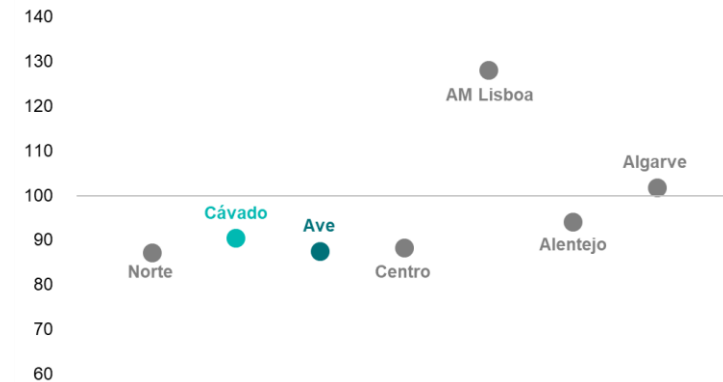 140
130
120
AM Lisboa
110
Algarve
100
Cávado
Ave
90
Alentejo
Norte
Centro
80
70
60